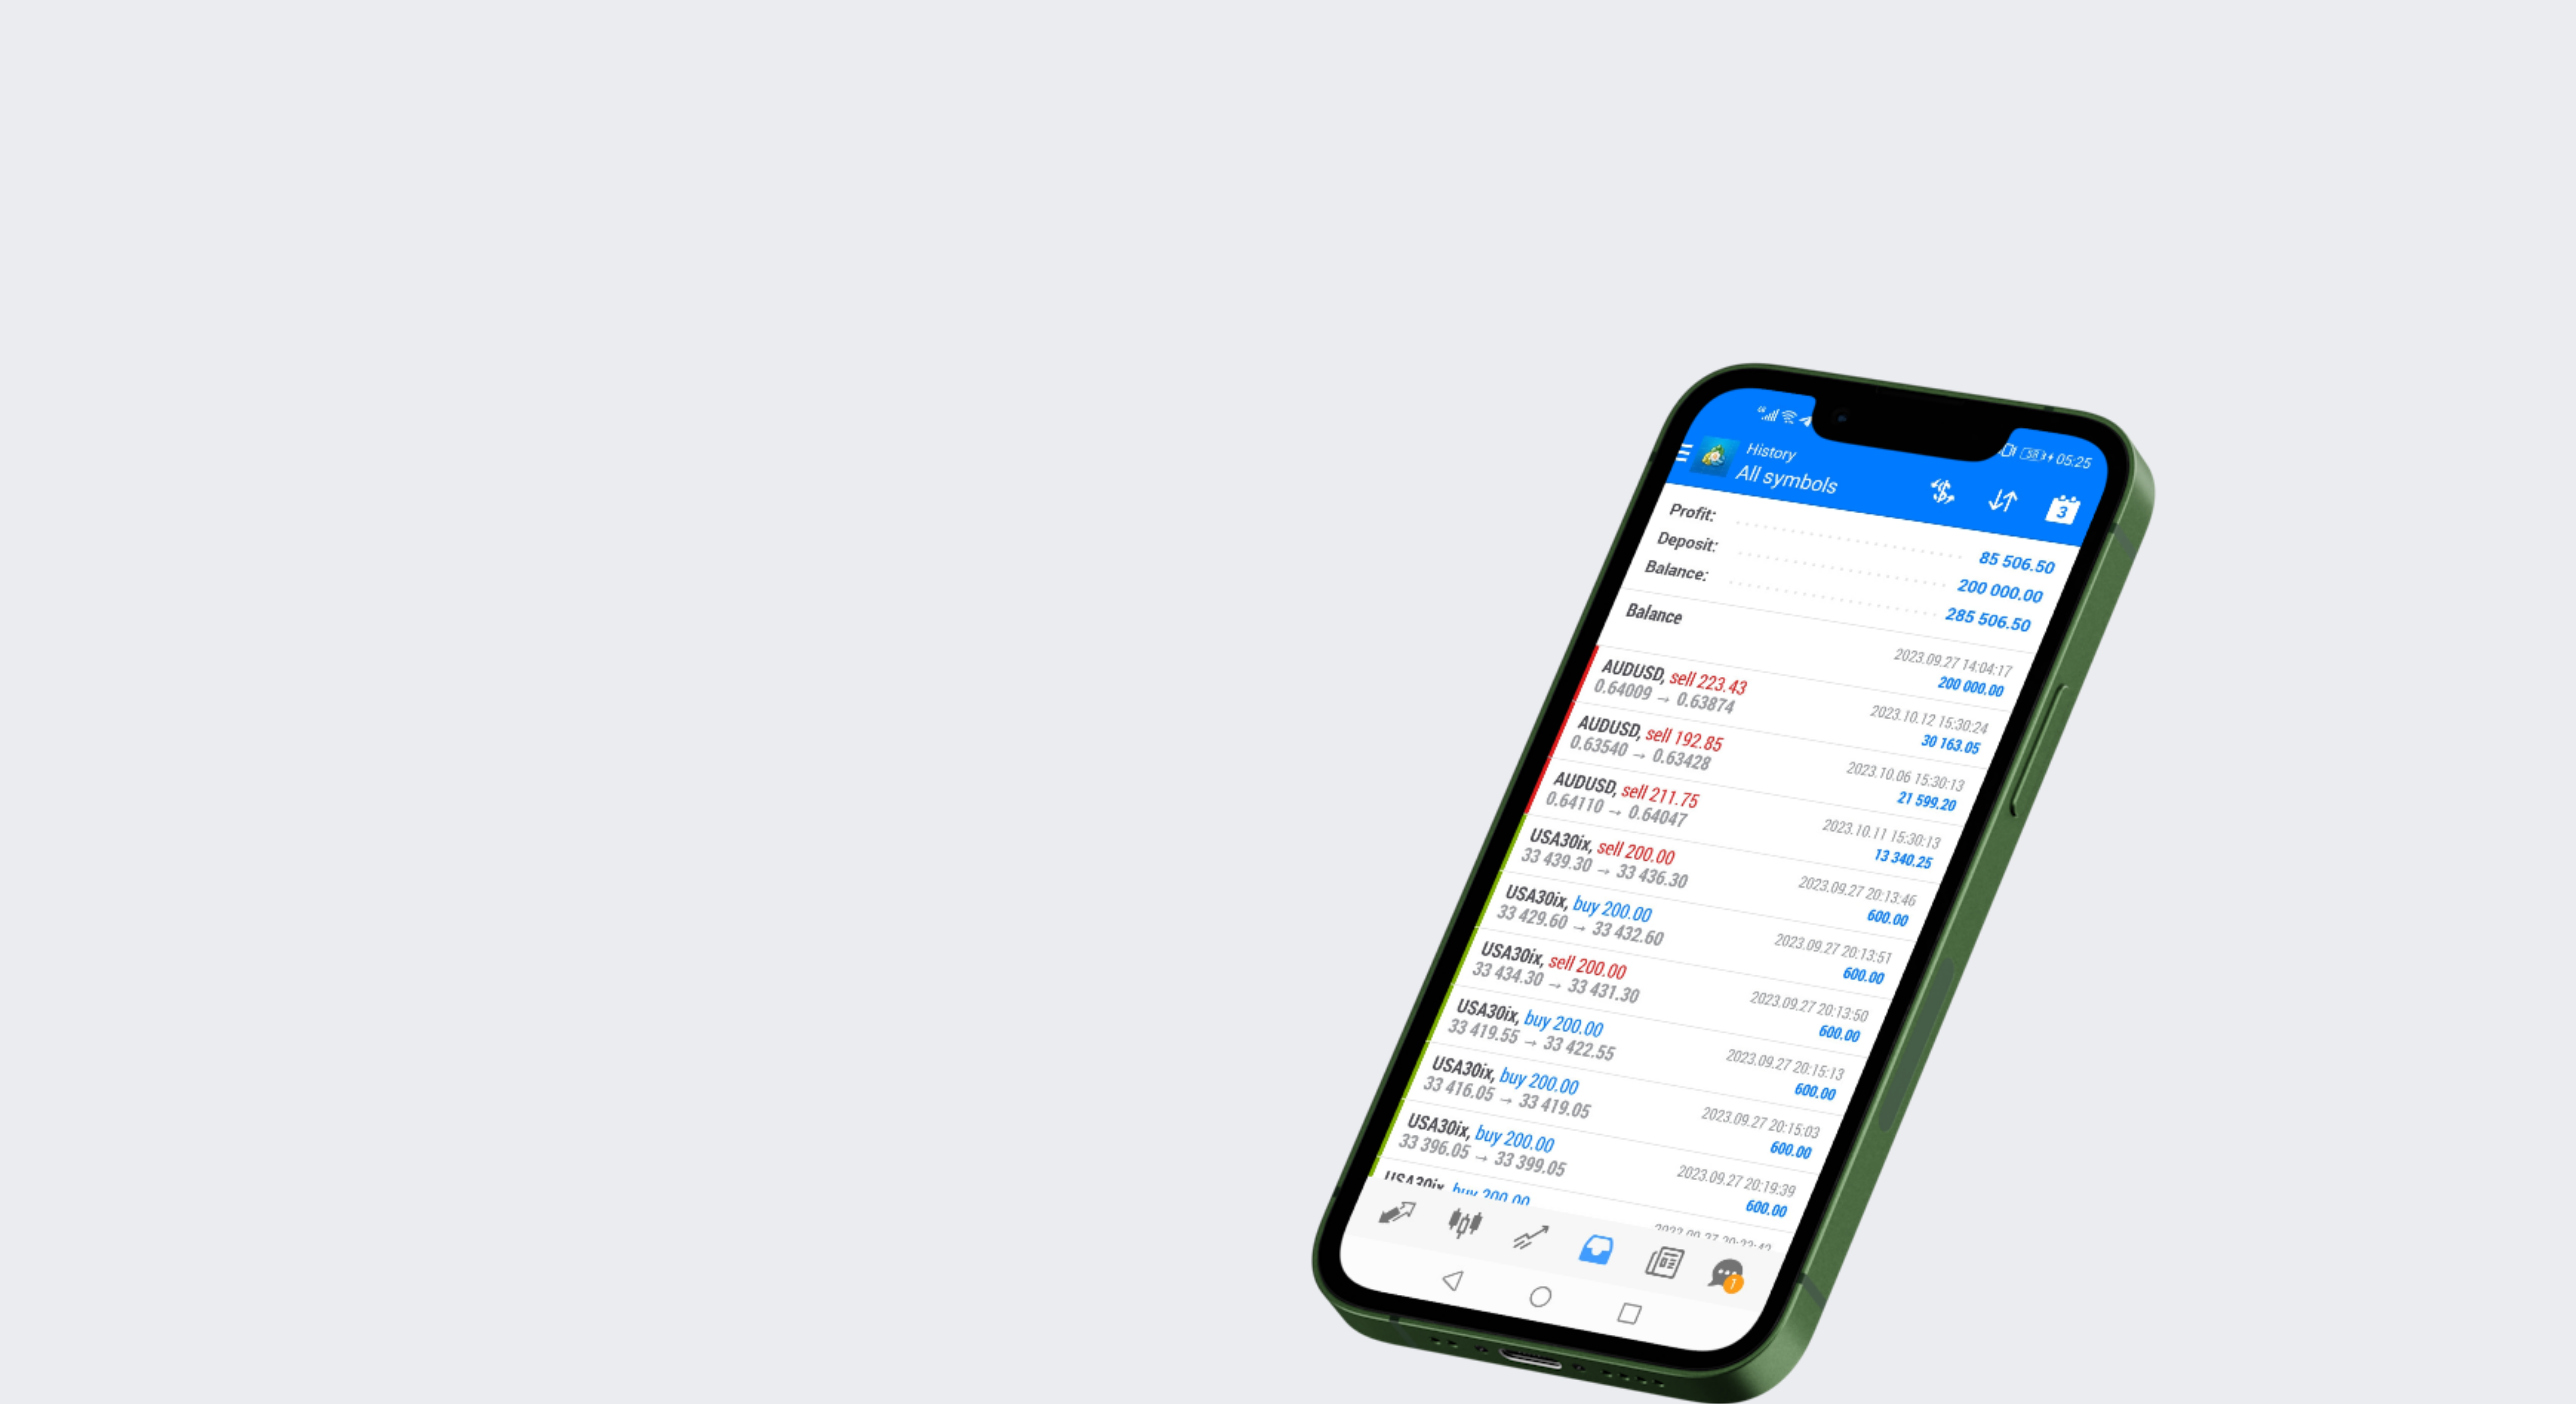 05:25
History
All symbols
3
Profit: 85 506.50
Deposit: 200 000.00
Balance: 285 506.50
Balance
2023.09.27 14:04:17
200 000.00
AUDUSD, sell 223.43
2023.10.12 15:30:24
0.64009 → 0.63874
30 163.05
AUDUSD, sell 192.85
2023.10.06 15:30:13
0.63540 → 0.63428
21 599.20
AUDUSD, sell 211.75
2023.10.11 15:30:13
0.64110 → 0.64047
13 340.25
USA30ix, sell 200.00
2023.09.27 20:13:46
33 439.30 → 33 436.30
600.00
USA30ix, buy 200.00
2023.09.27 20:13:51
33 429.60 → 33 432.60
600.00
USA30ix, sell 200.00
2023.09.27 20:13:50
33 434.30 → 33 431.30
600.00
USA30ix, buy 200.00
2023.09.27 20:15:13
33 419.55 → 33 422.55
600.00
USA30ix, buy 200.00
2023.09.27 20:15:03
33 416.05 → 33 419.05
600.00
USA30ix, buy 200.00
2023.09.27 20:19:39
33 396.05 → 33 399.05
600.00
USA30ix, buy 200.00
1